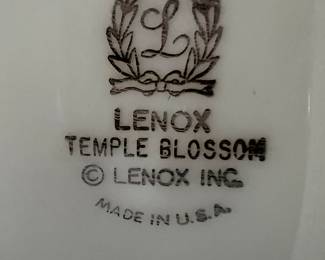 L
LENOX
TEMPLE BLOSSOM
© LENOX INC.
MADE IN U.S.A.